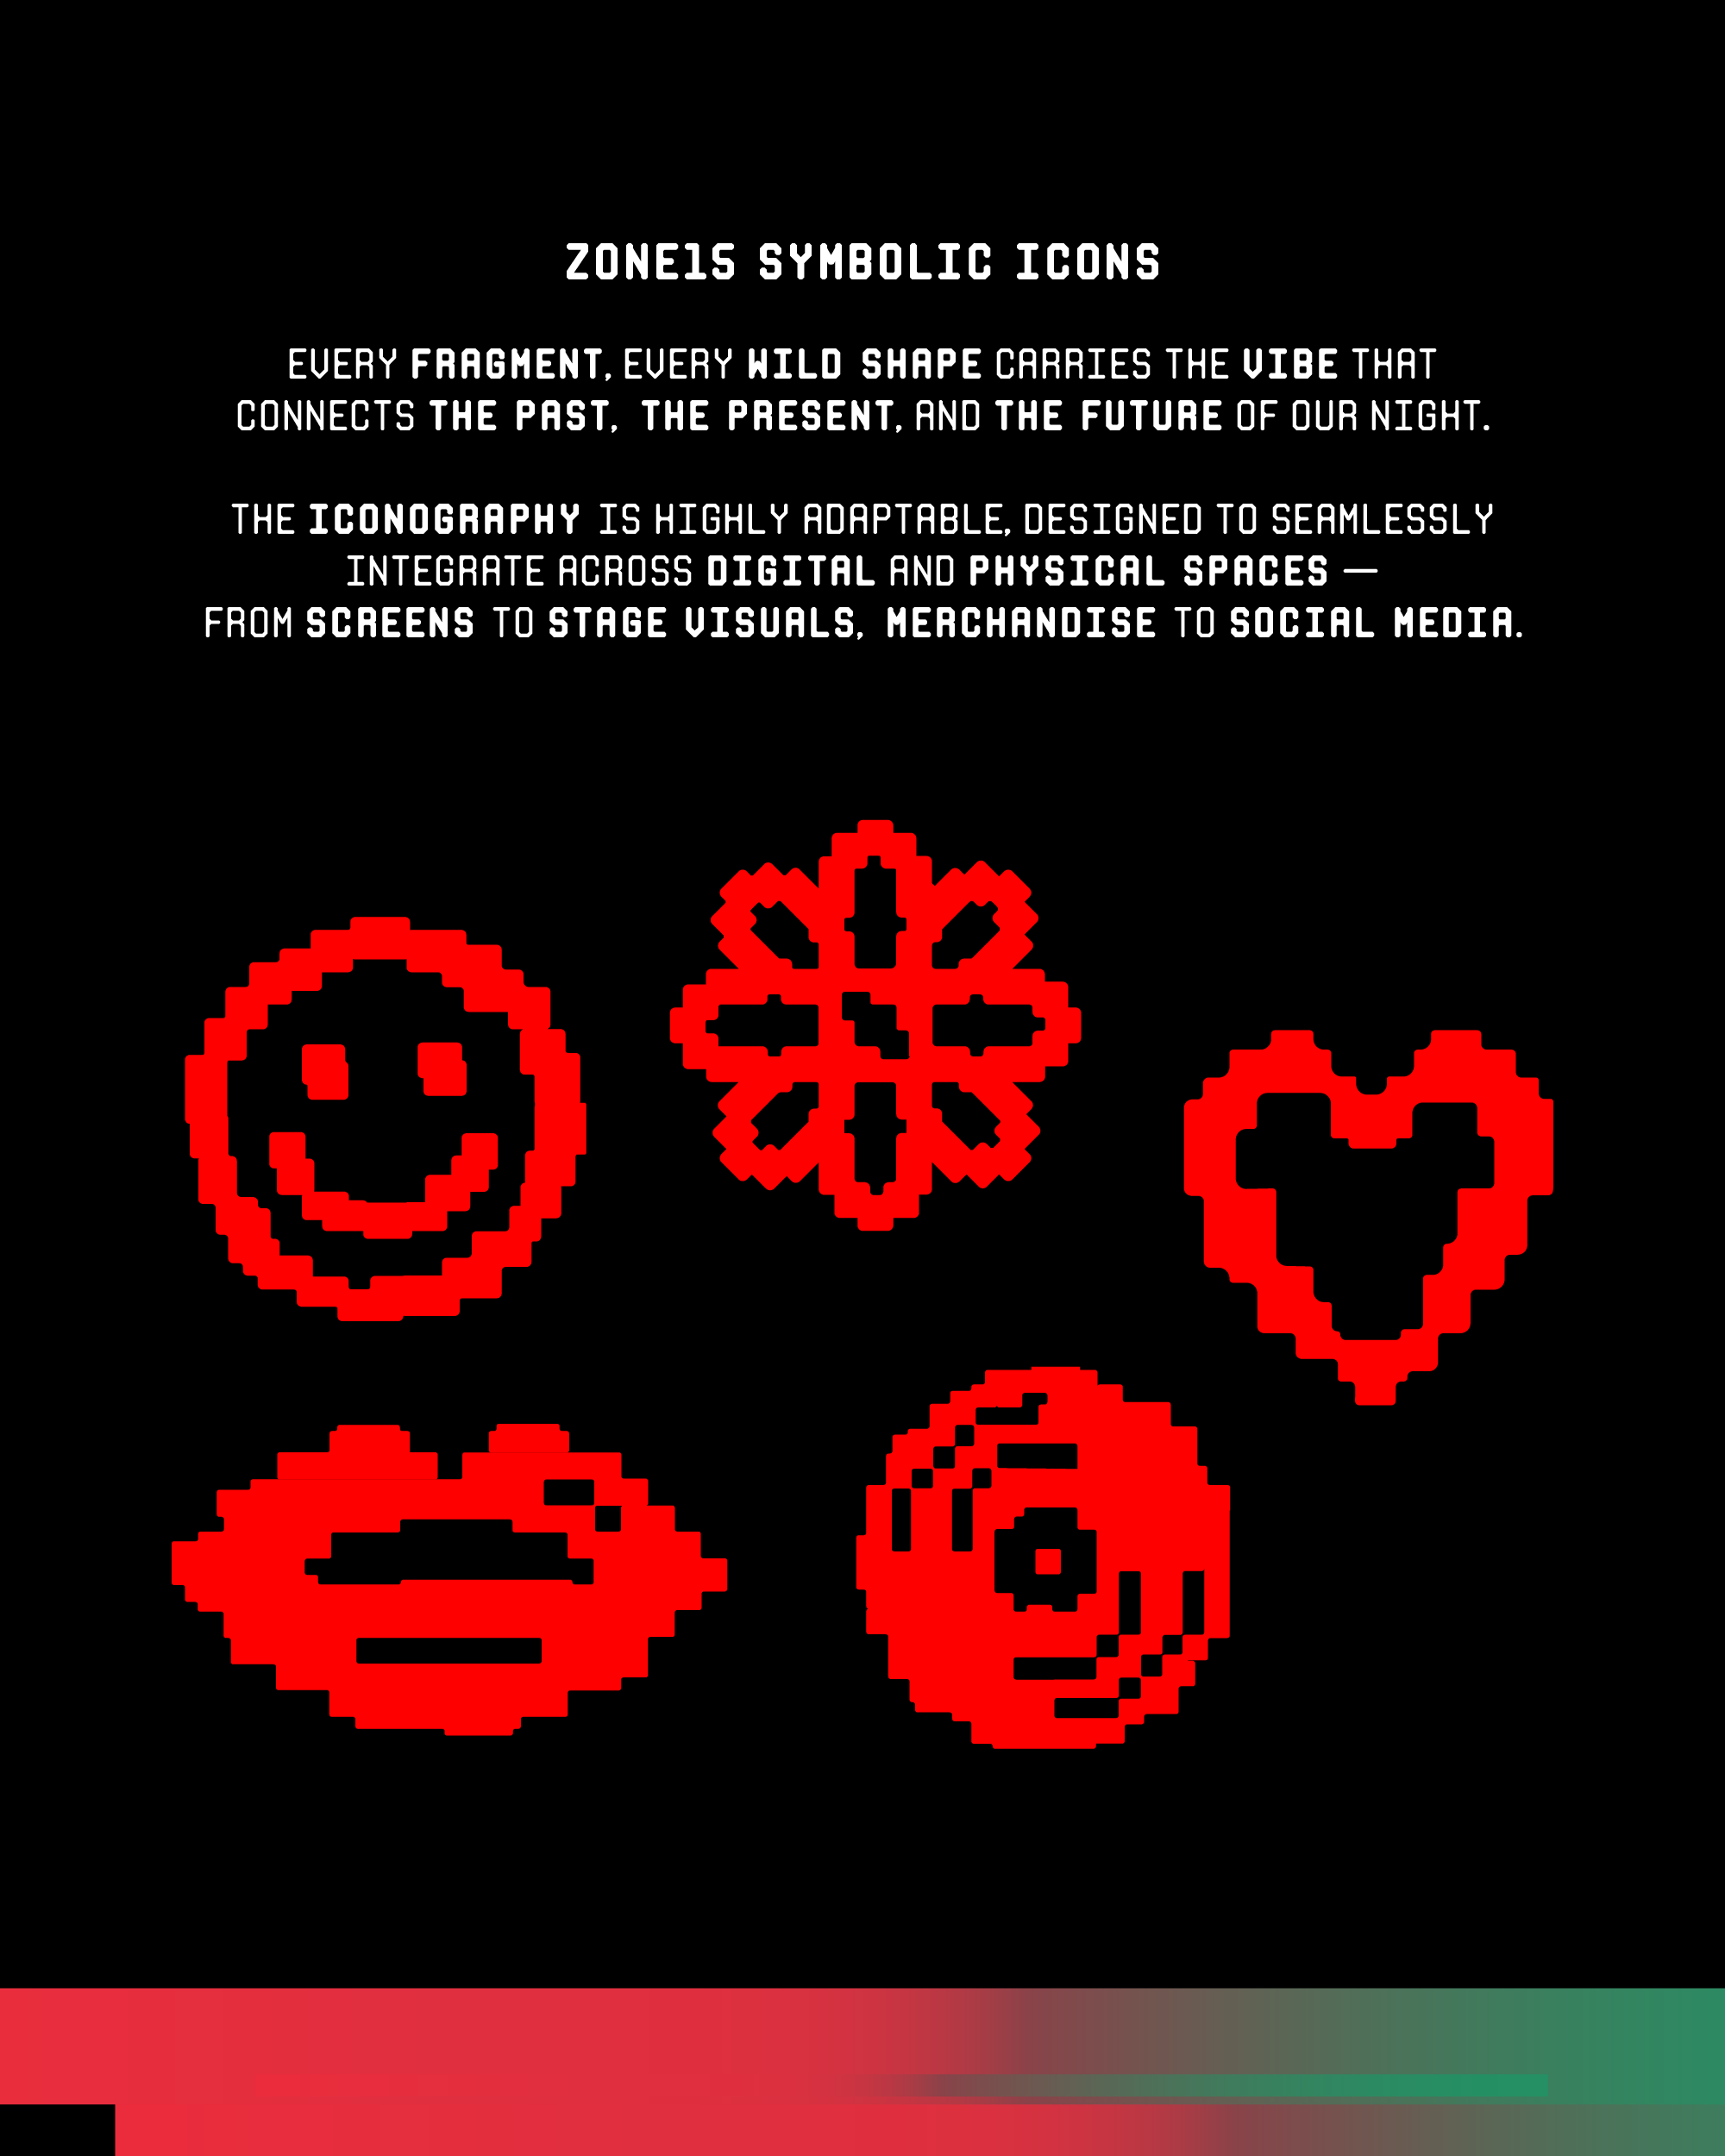 ZONE1S SYMBOLIC ICONS
EVERY FRAGMENT, EVERY WILD SHAPE CARRIES THE VIBE THAT
CONNECTS THE PAST, THE PRESENT, AND THE FUTURE OF OUR NIGHT.
THE ICONOGRAPHY IS HIGHLY ADAPTABLE, DESIGNED TO SEAMLESSLY
INTEGRATE ACROSS DIGITAL AND PHYSICAL SPACES —
FROM SCREENS TO STAGE VISUALS, MERCHANDISE TO SOCIAL MEDIA.